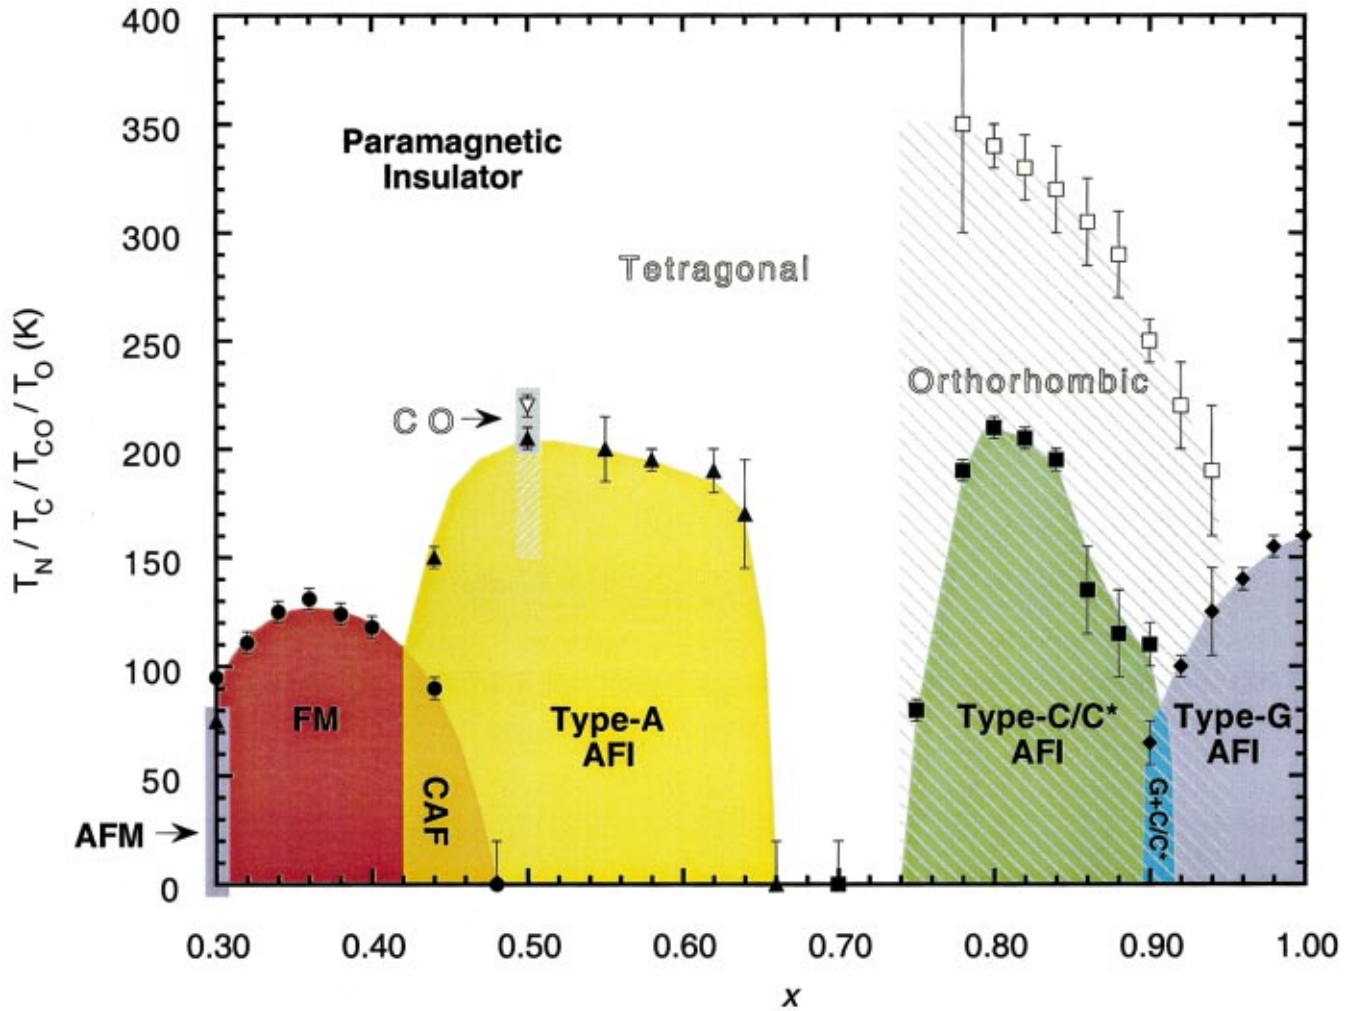 400
350
300
250
200
150
100
50
0
T_N / T_C / T_CO / T_O (K)
Paramagnetic
Insulator
Tetragonal
Orthorhombic
C O
FM
CAF
Type-A
AFI
Type-C/C*
AFI
G+C/C*
Type-G
AFI
AFM
0.30 0.40 0.50 0.60 0.70 0.80 0.90 1.00
x